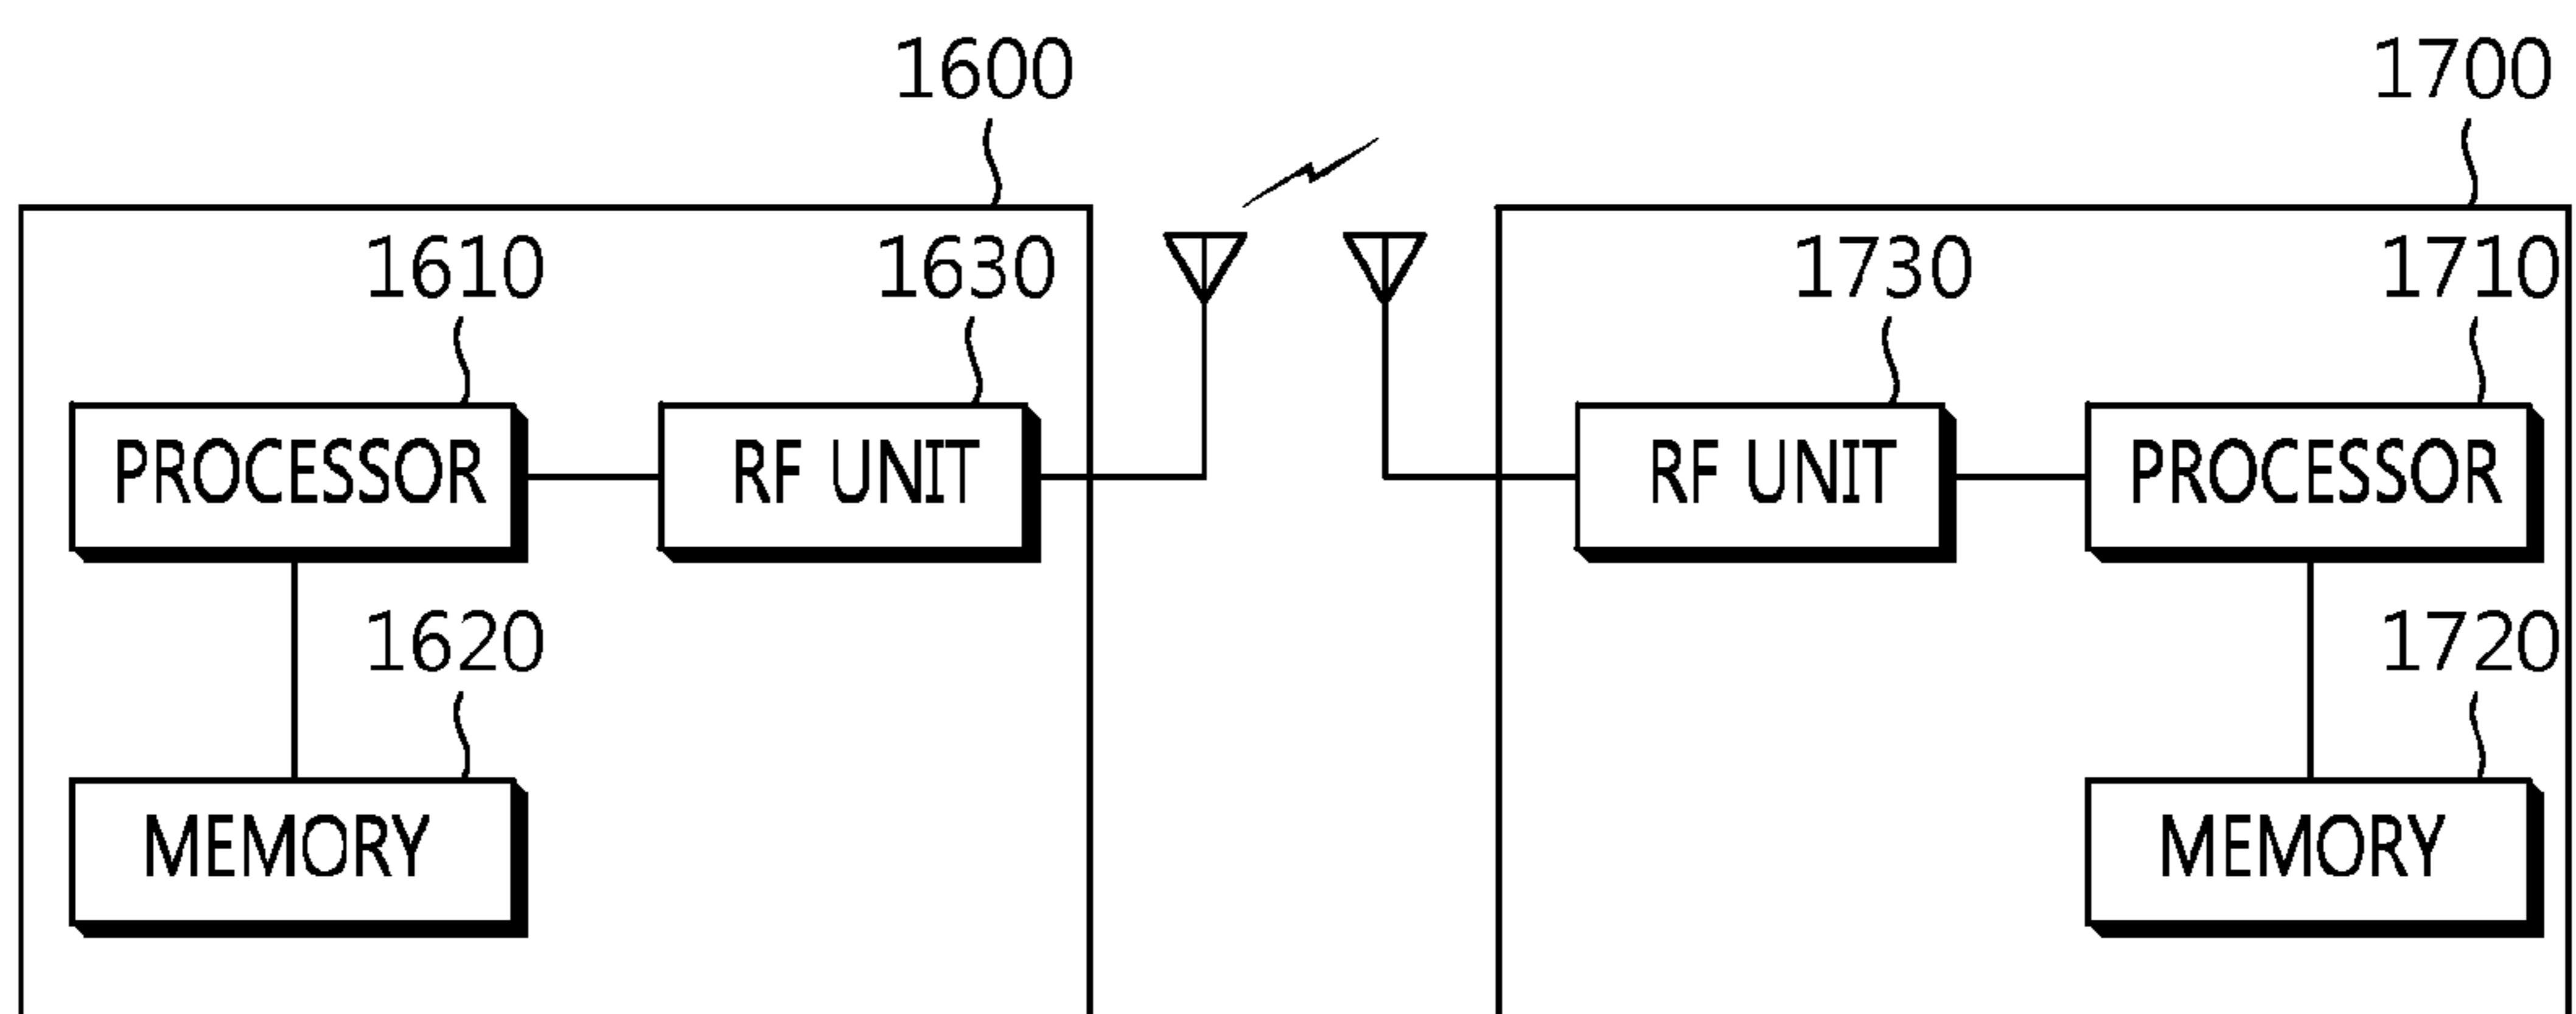 1600
1700
1610
1630
1730
1710
PROCESSOR
RF UNIT
RF UNIT
PROCESSOR
1620
1720
MEMORY
MEMORY